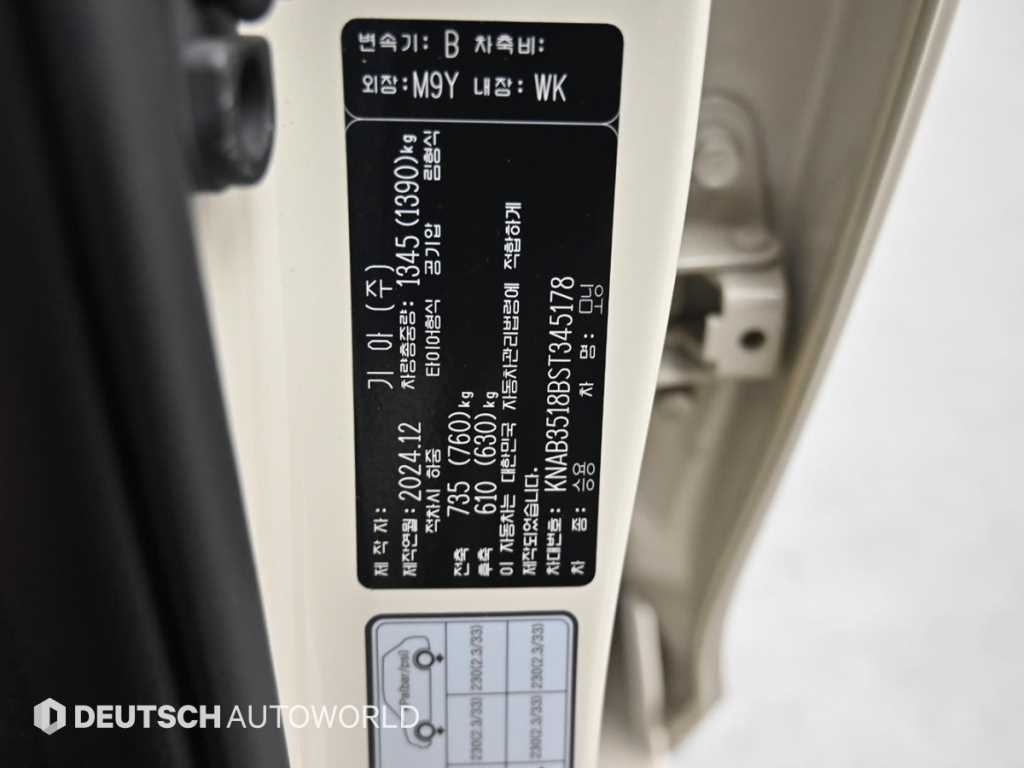 변속기: B 차축비:
외장: M9Y 내장: WK
제작자: 기아 (주)
제작연월: 2024.12 차량총중량: 1345 (1390)kg
적차시 하중 타이어형식 공기압 림형식
전축 735 (760)kg
후축 610 (630)kg
이 자동차는 대한민국 자동차관리법령에 적합하게
제작되었습니다.
차대번호: KNAB3518BST345178
차 종: 승용 차 명: 모닝
230(2.3/33) 230(2.3/33)
230(2.3/33) 230(2.3/33)
DEUTSCH AUTOWORLD